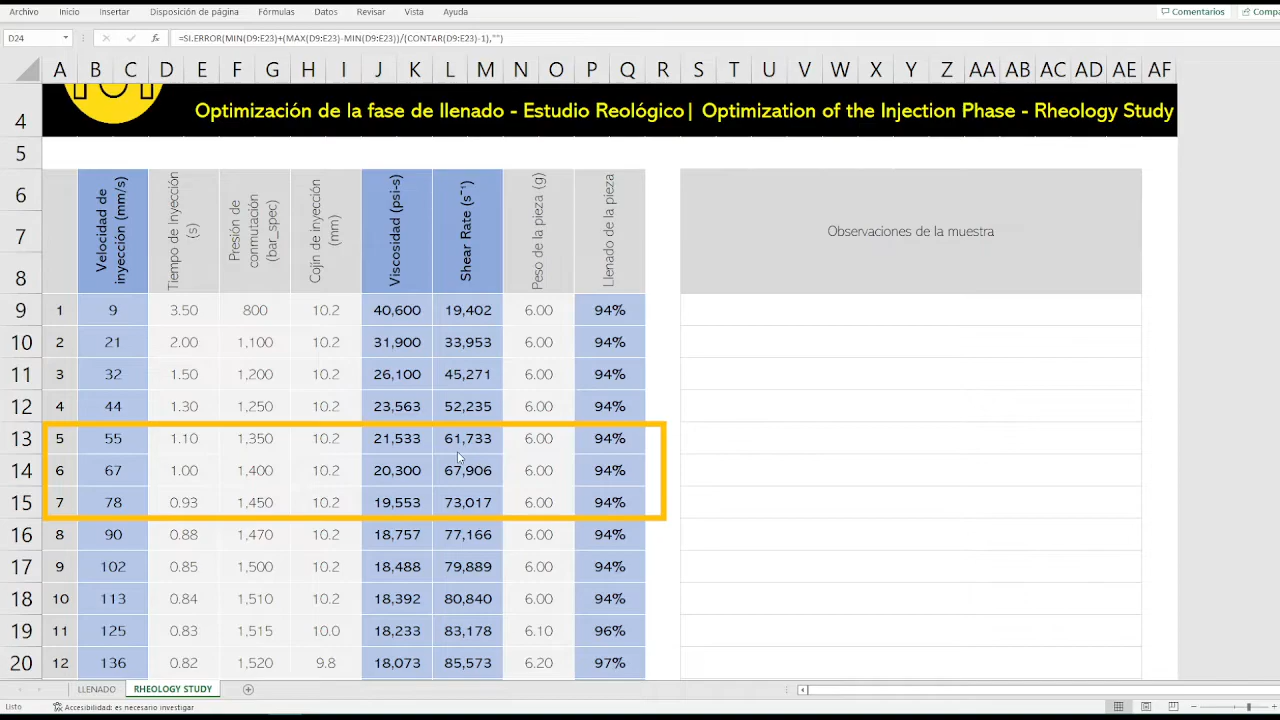 Archivo Inicio Insertar Disposición de página Fórmulas Datos Revisar Vista Ayuda Comentarios
D24 fx =SI.ERROR(MIN(D9:E23)+(MAX(D9:E23)-MIN(D9:E23))/(CONTAR(D9:E23)-1),"")
A B C D E F G H I J K L M N O P Q R S T U V W X Y Z AA AB AC AD AE AF
4 Optimización de la fase de llenado - Estudio Reológico| Optimization of the Injection Phase - Rheology Study
5
6
7
8
Velocidad de
inyección (mm/s)
Tiempo de Inyección
(s)
Presión de
conmutación
(bar_spec)
Cojin de inyección
(mm)
Viscosidad (psi-s)
Shear Rate (s⁻¹)
Peso de la pieza (g)
Llenado de la pieza
Observaciones de la muestra
9 1 9 3.50 800 10.2 40,600 19,402 6.00 94%
10 2 21 2.00 1,100 10.2 31,900 33,953 6.00 94%
11 3 32 1.50 1,200 10.2 26,100 45,271 6.00 94%
12 4 44 1.30 1,250 10.2 23,563 52,235 6.00 94%
13 5 55 1.10 1,350 10.2 21,533 61,733 6.00 94%
14 6 67 1.00 1,400 10.2 20,300 67,906 6.00 94%
15 7 78 0.93 1,450 10.2 19,553 73,017 6.00 94%
16 8 90 0.88 1,470 10.2 18,757 77,166 6.00 94%
17 9 102 0.85 1,500 10.2 18,488 79,889 6.00 94%
18 10 113 0.84 1,510 10.2 18,392 80,840 6.00 94%
19 11 125 0.83 1,515 10.0 18,233 83,178 6.10 96%
20 12 136 0.82 1,520 9.8 18,073 85,573 6.20 97%
LLENADO RHEOLOGY STUDY
Listo Accesibilidad: es necesario investigar